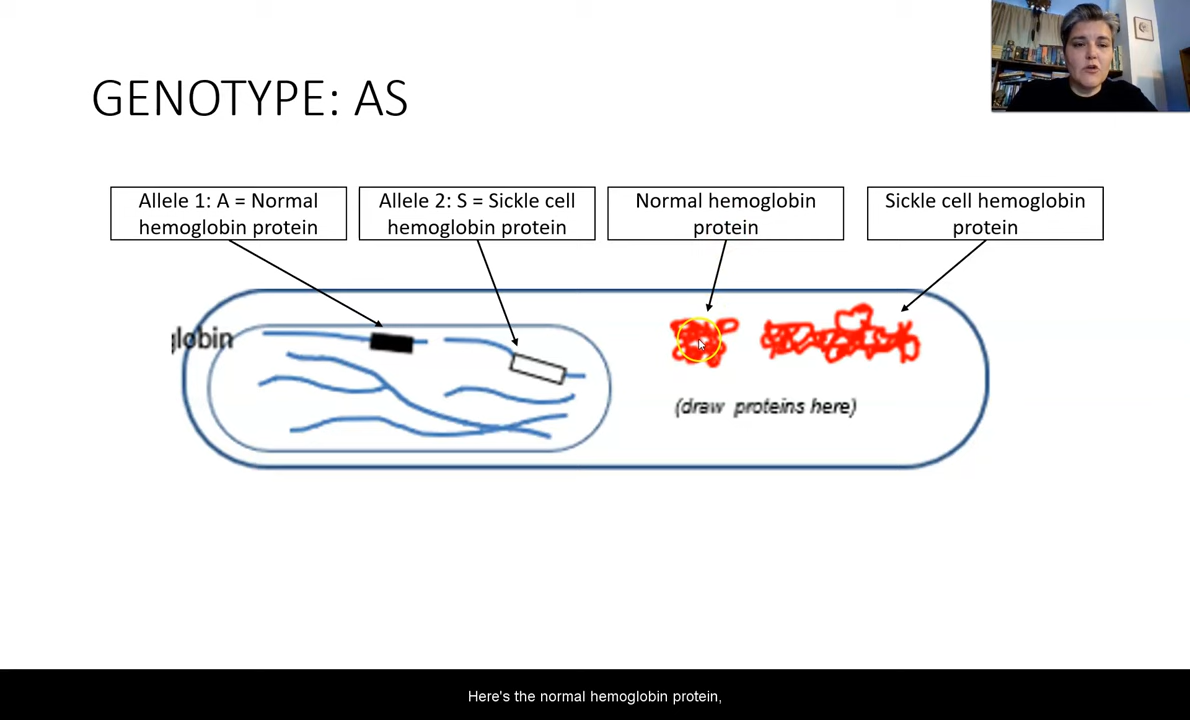 GENOTYPE: AS
Allele 1: A = Normal
hemoglobin protein
Allele 2: S = Sickle cell
hemoglobin protein
Normal hemoglobin
protein
Sickle cell hemoglobin
protein
globin
(draw proteins here)
Here's the normal hemoglobin protein,